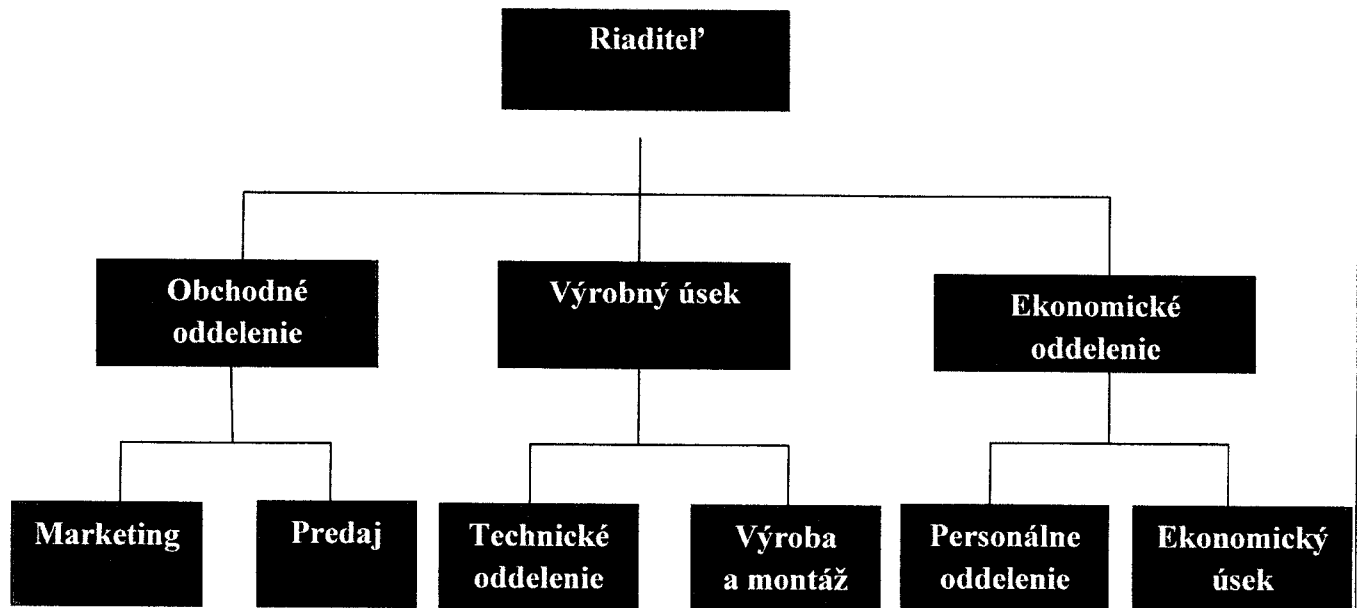 Riaditeľ
Obchodné
oddelenie
Výrobný úsek
Ekonomické
oddelenie
Marketing
Predaj
Technické
oddelenie
Výroba
a montáž
Personálne
oddelenie
Ekonomický
úsek